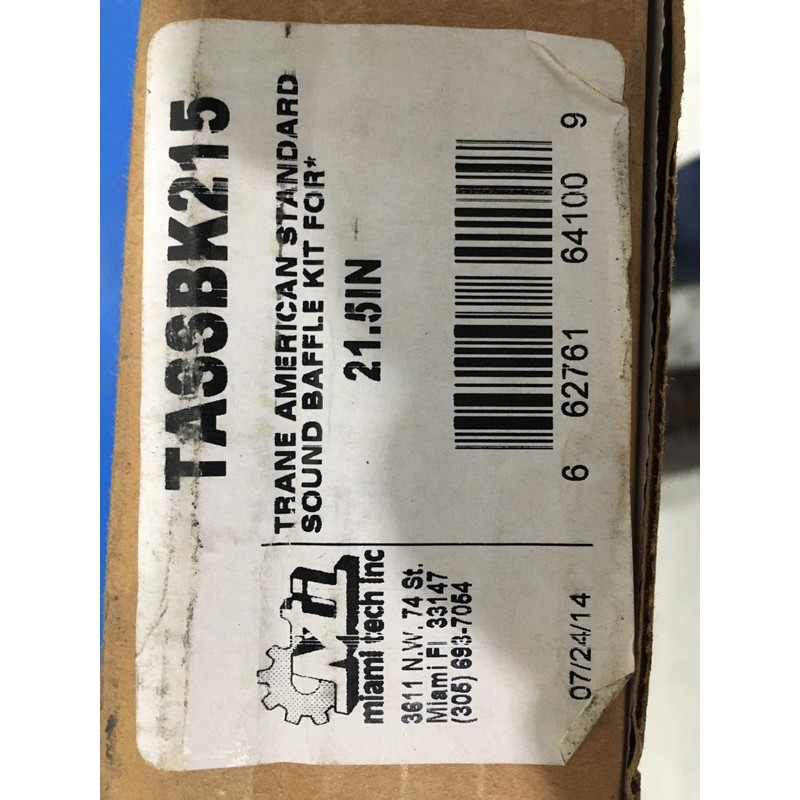 TASSBK215
TRANE AMERICAN STANDARD
SOUND BAFFLE KIT FOR*
21.5IN
6 62761 64100 9
miami tech inc
3611 N.W. 74 St.
Miami Fl 33147
(305) 693-7054
07/24/14